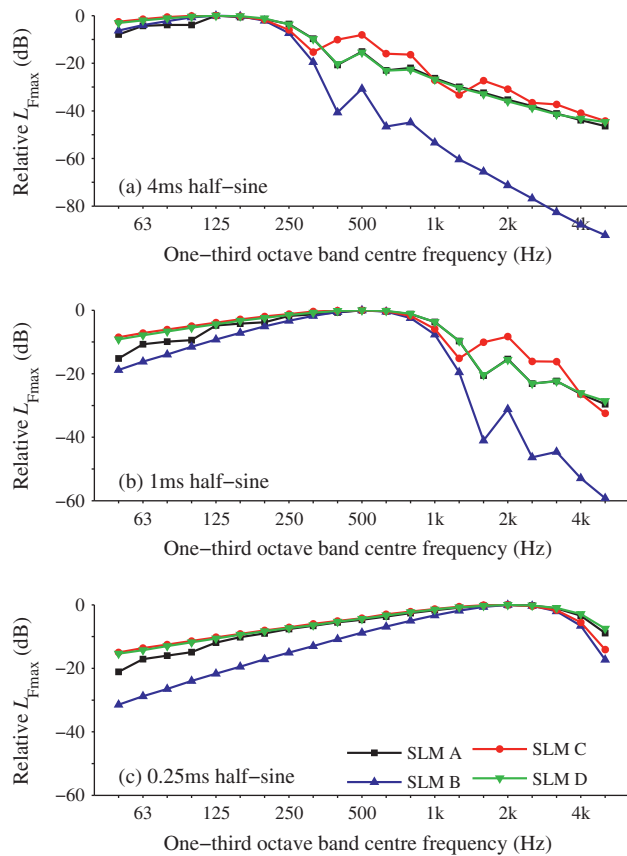 0
−20
−40
−60
−80
Relative L_Fmax (dB)
(a) 4ms half−sine
63 125 250 500 1k 2k 4k
One−third octave band centre frequency (Hz)
0
−20
−40
−60
Relative L_Fmax (dB)
(b) 1ms half−sine
63 125 250 500 1k 2k 4k
One−third octave band centre frequency (Hz)
0
−20
−40
−60
Relative L_Fmax (dB)
SLM A SLM C
SLM B SLM D
(c) 0.25ms half−sine
63 125 250 500 1k 2k 4k
One−third octave band centre frequency (Hz)